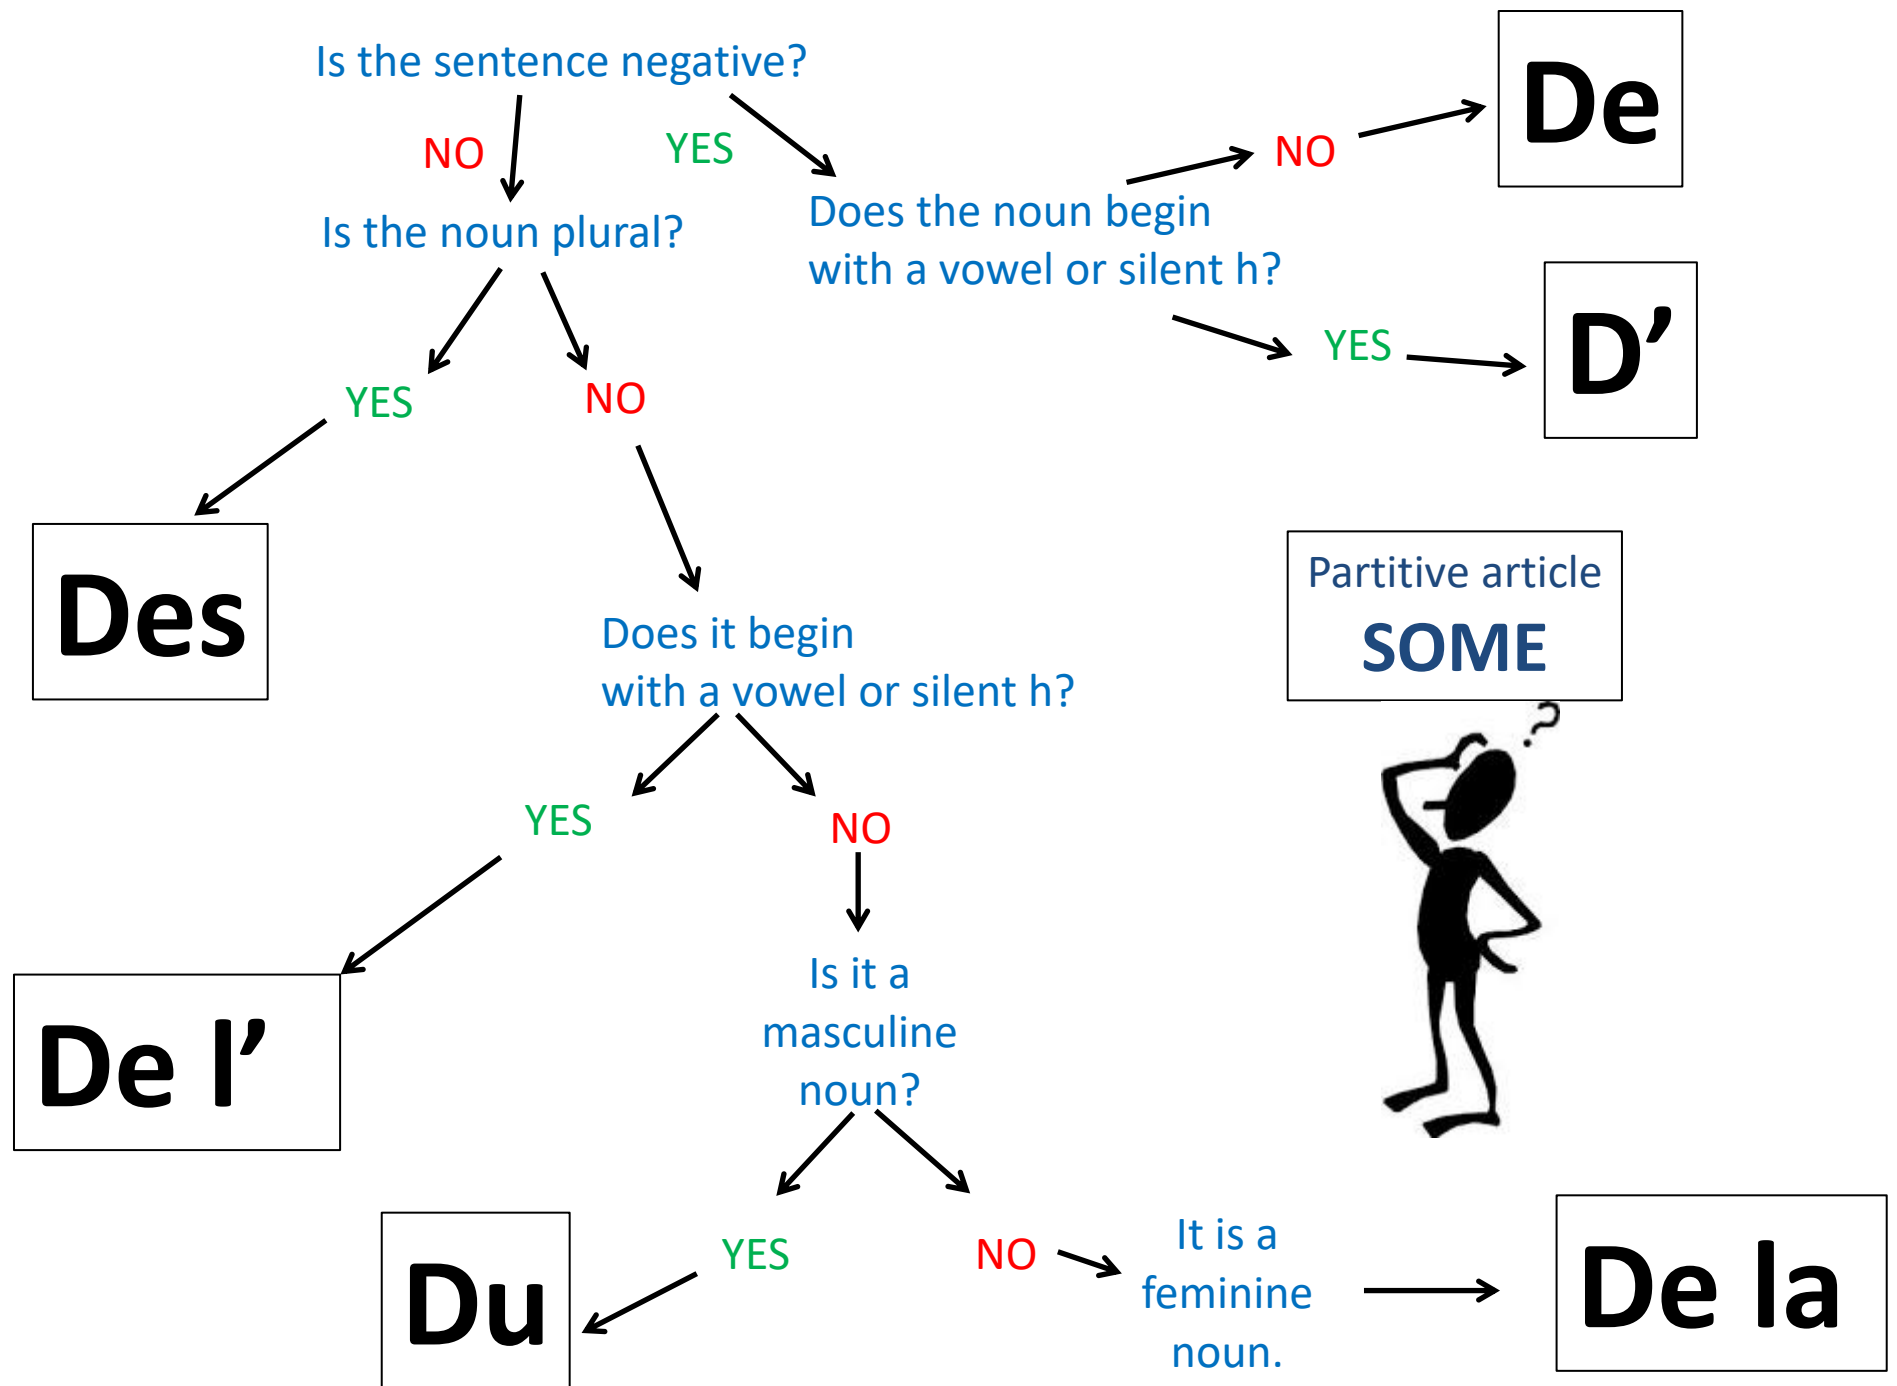 Is the sentence negative?
De
NO
YES
NO
Is the noun plural?
Does the noun begin
with a vowel or silent h?
D’
YES
YES
NO
Des
Partitive article
SOME
Does it begin
with a vowel or silent h?
?
YES
NO
De l’
Is it a
masculine
noun?
Du
YES
NO
It is a
feminine
noun.
De la